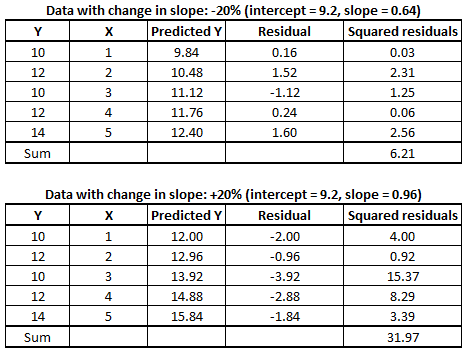 Data with change in slope: -20% (intercept = 9.2, slope = 0.64)
Y X Predicted Y Residual Squared residuals
10 1 9.84 0.16 0.03
12 2 10.48 1.52 2.31
10 3 11.12 -1.12 1.25
12 4 11.76 0.24 0.06
14 5 12.40 1.60 2.56
Sum 6.21
Data with change in slope: +20% (intercept = 9.2, slope = 0.96)
Y X Predicted Y Residual Squared residuals
10 1 12.00 -2.00 4.00
12 2 12.96 -0.96 0.92
10 3 13.92 -3.92 15.37
12 4 14.88 -2.88 8.29
14 5 15.84 -1.84 3.39
Sum 31.97